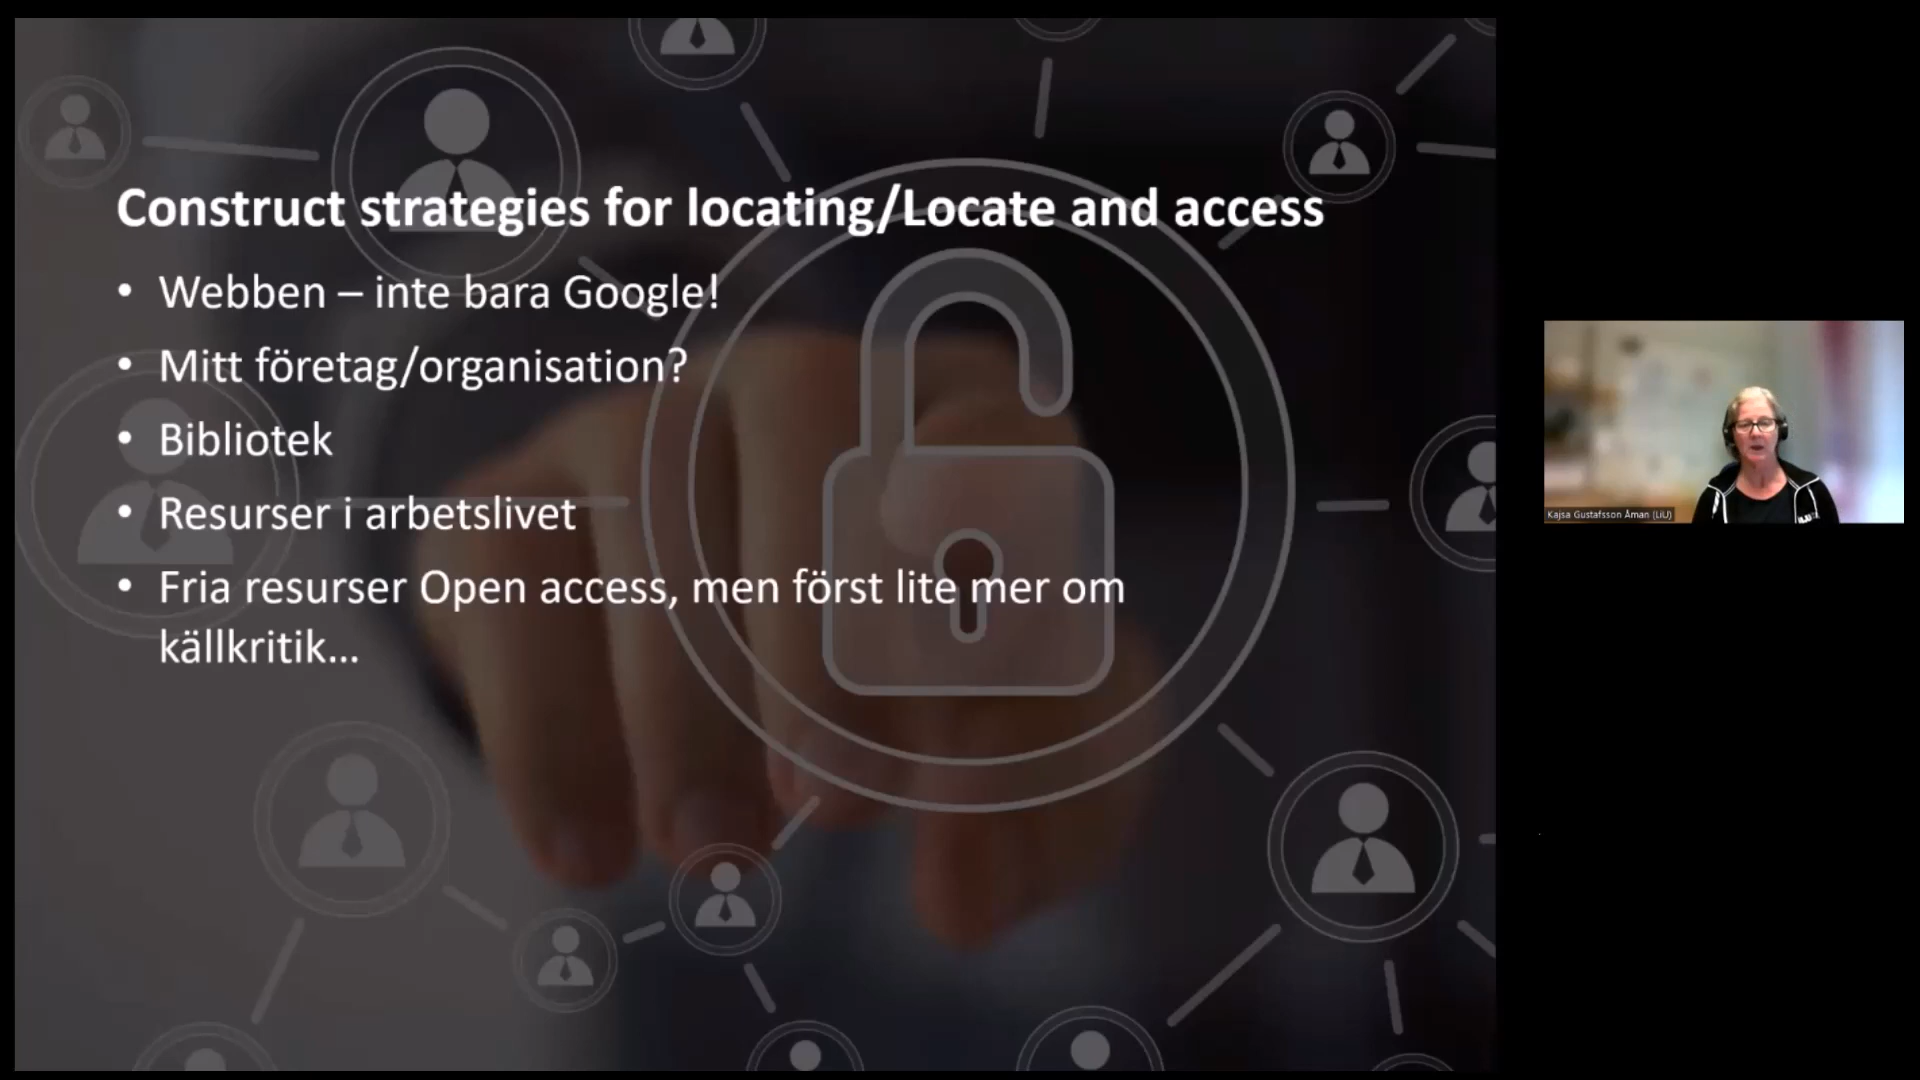 Construct strategies for locating/Locate and access
• Webben – inte bara Google!
• Mitt företag/organisation?
• Bibliotek
• Resurser i arbetslivet
• Fria resurser Open access, men först lite mer om
källkritik...
Kajsa Gustafsson Åman (LiU)